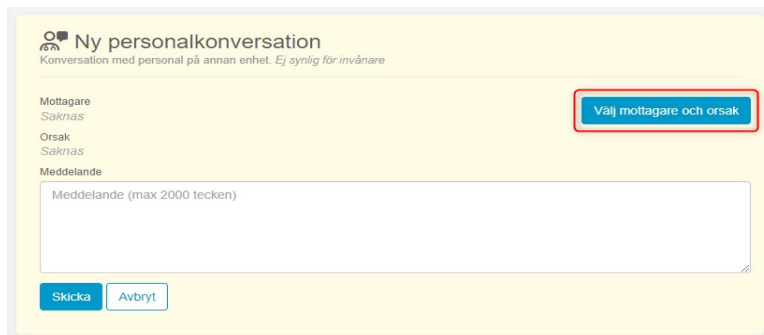 Ny personalkonversation
Konversation med personal på annan enhet. Ej synlig för invånare
Mottagare
Saknas
Välj mottagare och orsak
Orsak
Saknas
Meddelande
Meddelande (max 2000 tecken)
Skicka
Avbryt